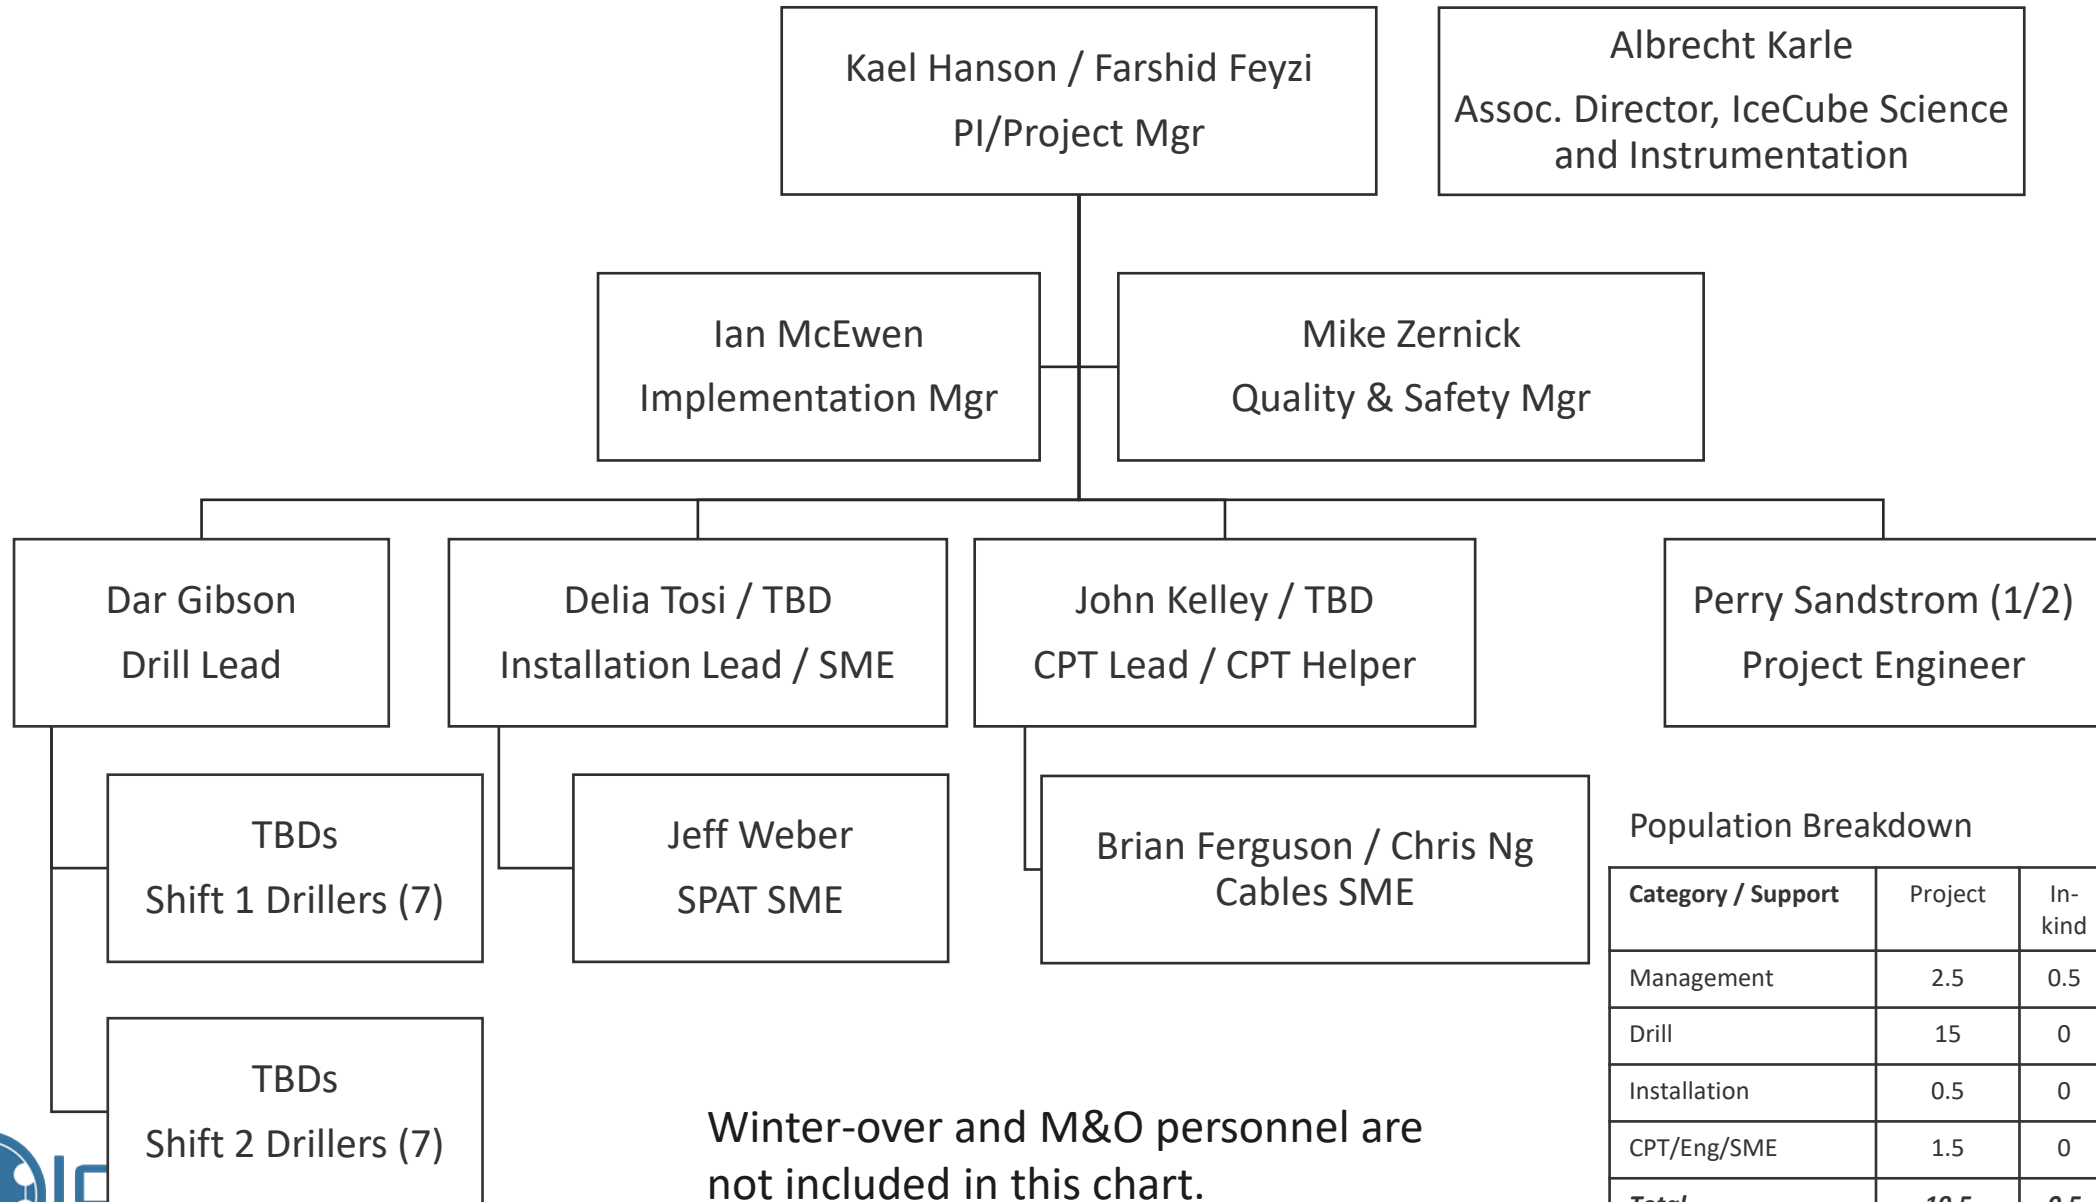 Kael Hanson / Farshid Feyzi
PI/Project Mgr
Albrecht Karle
Assoc. Director, IceCube Science
and Instrumentation
Ian McEwen
Implementation Mgr
Mike Zernick
Quality & Safety Mgr
Dar Gibson
Drill Lead
Delia Tosi / TBD
Installation Lead / SME
John Kelley / TBD
CPT Lead / CPT Helper
Perry Sandstrom (1/2)
Project Engineer
TBDs
Shift 1 Drillers (7)
Jeff Weber
SPAT SME
Brian Ferguson / Chris Ng
Cables SME
TBDs
Shift 2 Drillers (7)
Population Breakdown
Category / Support Project In-
kind
Management 2.5 0.5
Drill 15 0
Installation 0.5 0
CPT/Eng/SME 1.5 0
Total 19.5 0.5
Winter-over and M&O personnel are
not included in this chart.